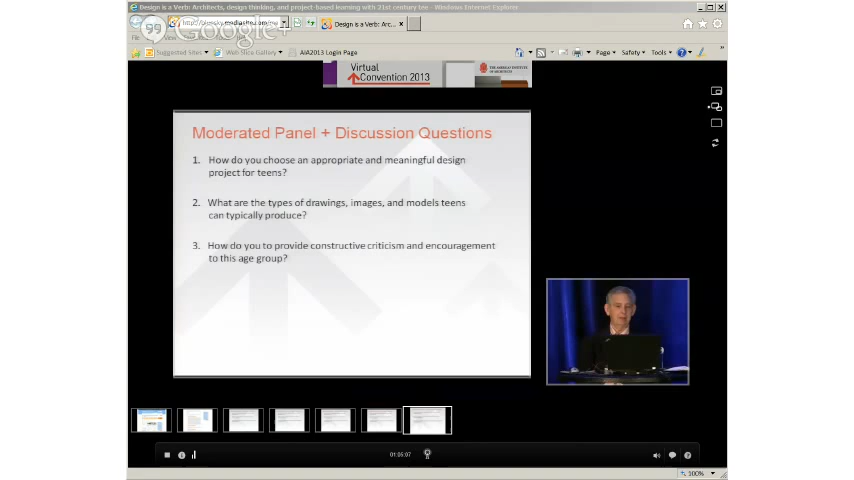 Design is a Verb: Architects, design thinking, and project-based learning with 21st century tee - Windows Internet Explorer
Google+
Design is a Verb: Arc...
Suggested Sites
Web Slice Gallery
AIA2013 Login Page
Page
Safety
Tools
Virtual
Convention 2013
THE AMERICAN INSTITUTE
OF ARCHITECTS
Moderated Panel + Discussion Questions
1. How do you choose an appropriate and meaningful design
project for teens?
2. What are the types of drawings, images, and models teens
can typically produce?
3. How do you to provide constructive criticism and encouragement
to this age group?
01:05:07
100%